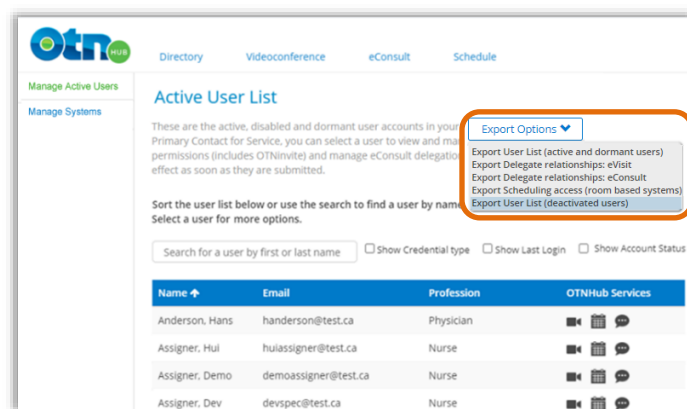 otn HUB
Directory Videoconference eConsult Schedule
Manage Active Users
Manage Systems
Active User List
These are the active, disabled and dormant user accounts in your
Primary Contact for Service, you can select a user to view and
permissions (includes OTNinvite) and manage eConsult
effect as soon as they are submitted.
Export Options
Export User List (active and dormant users)
Export Delegate relationships: eVisit
Export Delegate relationships: eConsult
Export Scheduling access (room based systems)
Export User List (deactivated users)
Sort the user list below or use the search to find a user by name
Select a user for more options.
Search for a user by first or last name Show Credential type Show Last Login Show Account Status
Name Email Profession OTNHub Services
Anderson, Hans handerson@test.ca Physician
Assigner, Hui huiassigner@test.ca Nurse
Assigner, Demo demoassigner@test.ca Nurse
Assigner, Dev devspec@test.ca Nurse